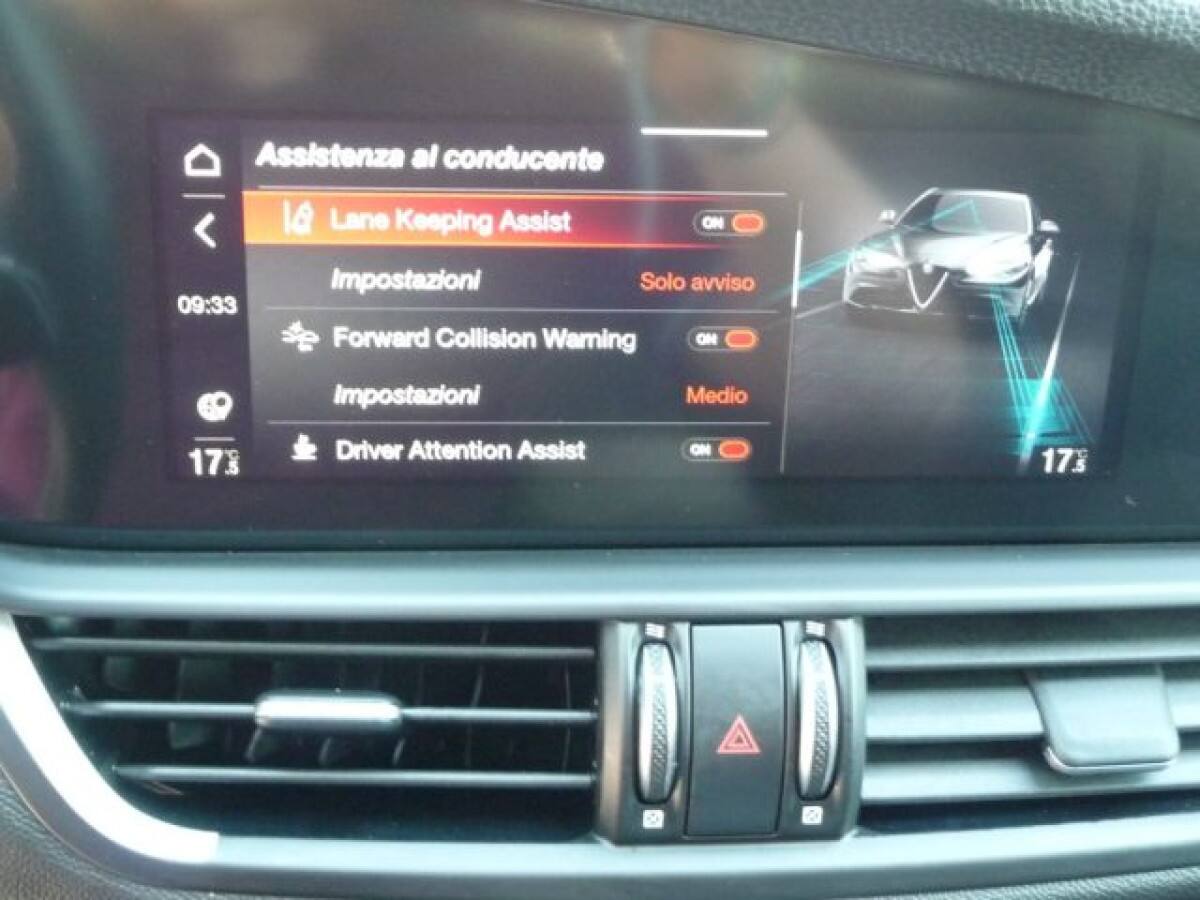 Assistenza al conducente
Lane Keeping Assist ON
Impostazioni Solo avviso
09:33
Forward Collision Warning ON
Impostazioni Medio
Driver Attention Assist ON
17°C.5
17°C.5